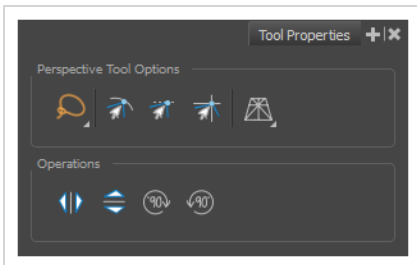 Tool Properties
Perspective Tool Options
Operations
90
90°